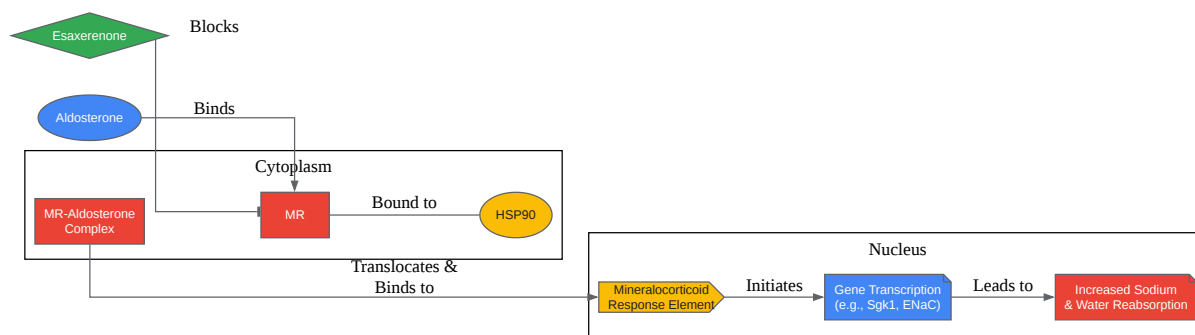 Esaxerenone
Blocks
Aldosterone
Binds
Cytoplasm
MR-Aldosterone
Complex
MR
Bound to
HSP90
Translocates &
Binds to
Nucleus
Mineralocorticoid
Response Element
Initiates
Gene Transcription
(e.g., Sgk1, ENaC)
Leads to
Increased Sodium
& Water Reabsorption